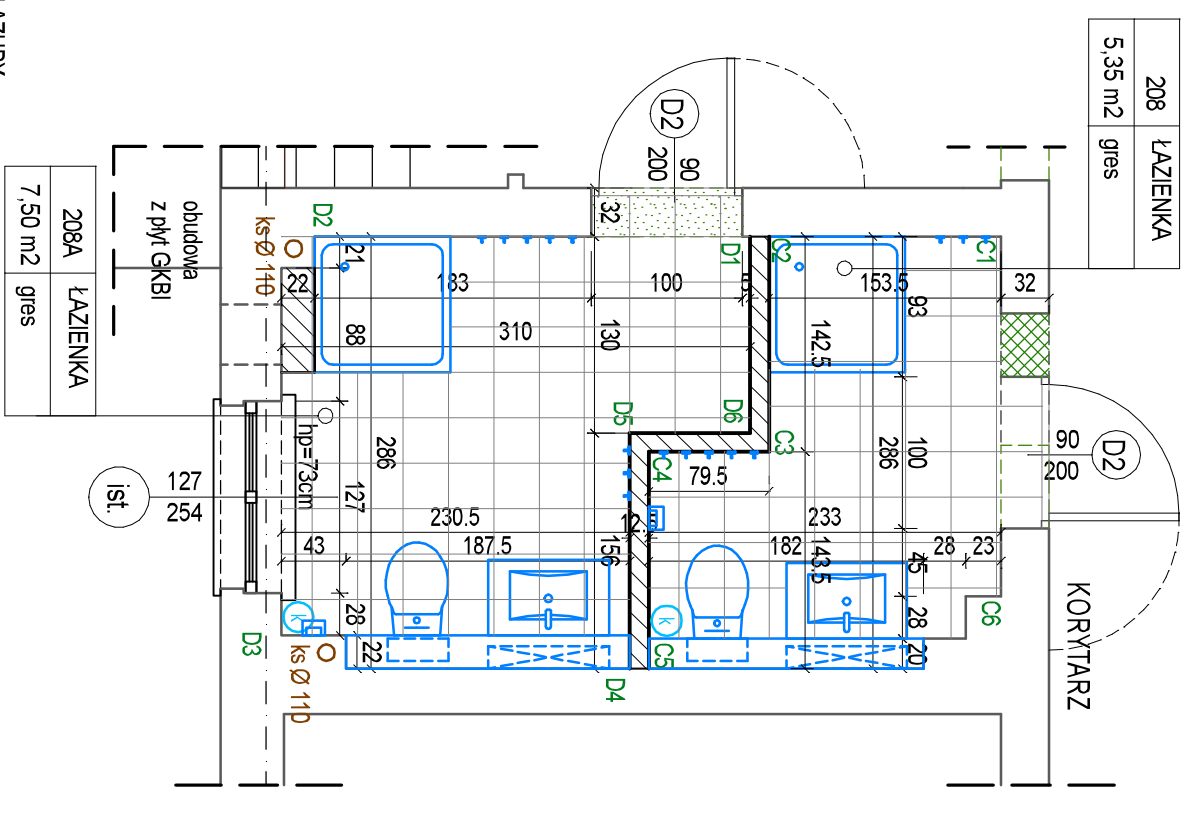 208 ŁAZIENKA
5,35 m2 gres
208A ŁAZIENKA
7,50 m2 gres
obudowa
z płyt GKBI
ks Ø 110
D2
90
200
D2
32
D1
C2
C1
21
22
183
100
153.5
32
93
88
310
130
142.5
D5
D6
C3
C4
D2
90
200
hp=73cm
286
127
286
100
79.5
ist.
127
254
230.5
12
233
43
187.5
156
182
143.5
28
23
45
k
28
22
k
28
20
C6
C5
D3
D4
ks Ø 110
KORYTARZ